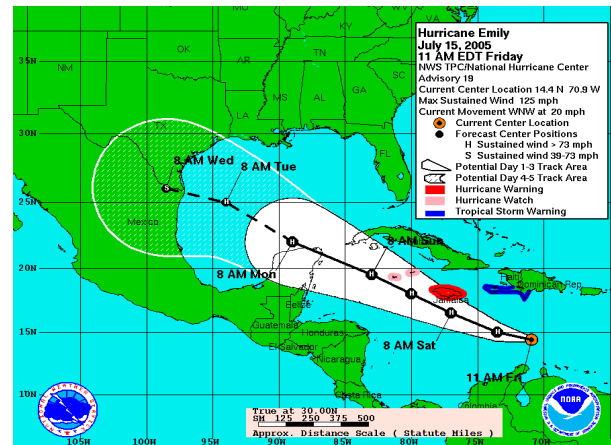 Hurricane Emily
July 15, 2005
11 AM EDT Friday
NWS TPC/National Hurricane Center
Advisory 19
Current Center Location 14.4 N 70.9 W
Max Sustained Wind 125 mph
Current Movement WNW at 20 mph
Current Center Location
Forecast Center Positions
H Sustained wind > 73 mph
S Sustained wind 39-73 mph
Potential Day 1-3 Track Area
Potential Day 4-5 Track Area
Hurricane Warning
Hurricane Watch
Tropical Storm Warning
35N
30N
25N
20N
15N
10N
NM
OK
AR
TN
KY
VA
NC
SC
MS
AL
GA
TX
LA
FL
MO
8 AM Wed
8 AM Tue
S
H
H
8 AM Sun
H
H
H
H
8 AM Mon
8 AM Sat
11 AM Fri
Mexico
Belize
Guatemala
Honduras
El Salvador
Nicaragua
Costa Rica
Jamaica
Haiti
Dominican Rep.
Colombia
True at 30.00N
SM 125 250 375 500
Approx. Distance Scale ( Statute Miles )
105W
100W
95W
90W
85W
80W
75W
70W
NOAA